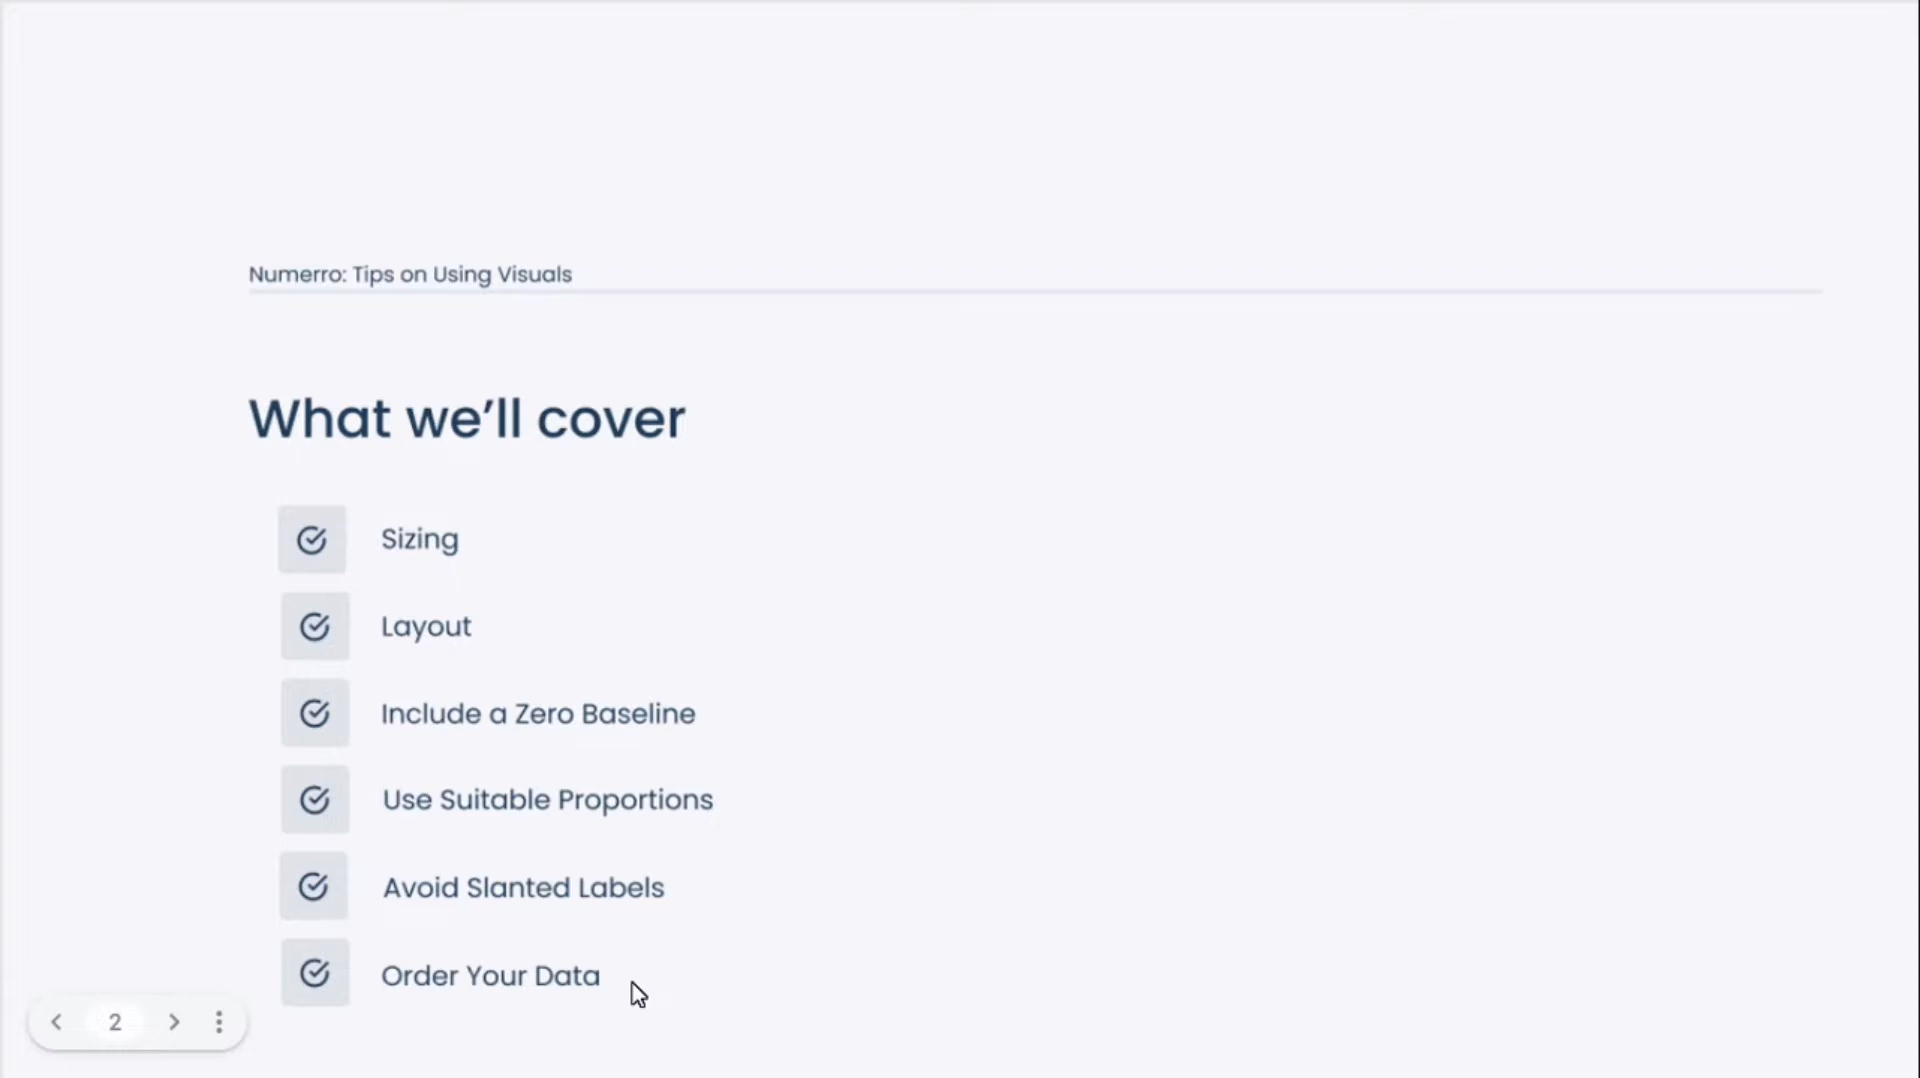 Numerro: Tips on Using Visuals
What we’ll cover
Sizing
Layout
Include a Zero Baseline
Use Suitable Proportions
Avoid Slanted Labels
Order Your Data
2